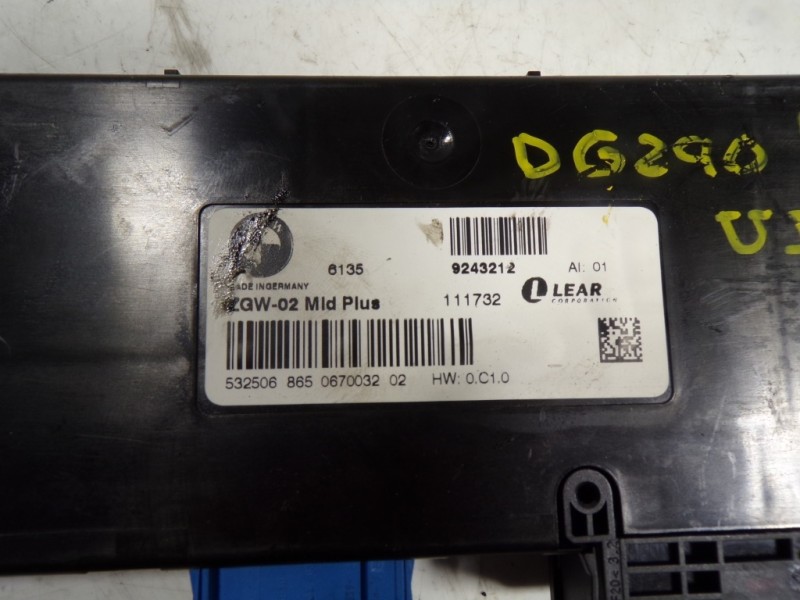 DG290
6135 9243212 AI: 01
MADE IN GERMANY
ZGW-02 Mid Plus 111732 LEAR
CORPORATION
532506 865 0670032 02 HW: 0.C1.0